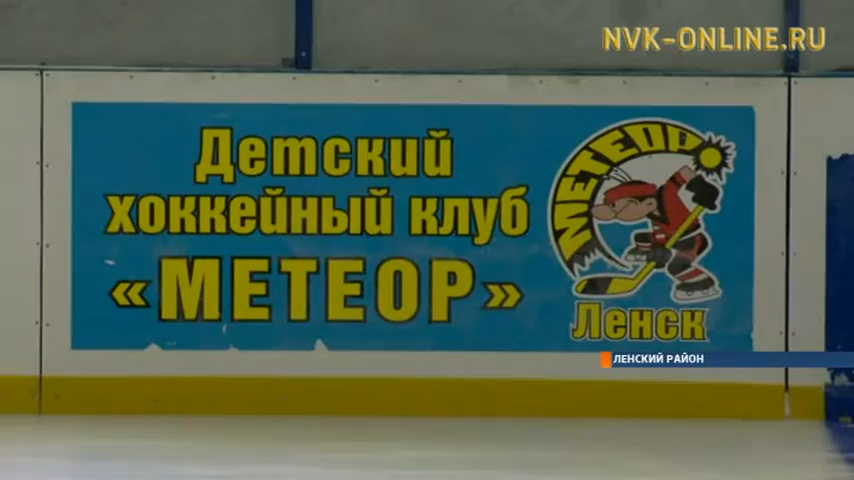 NVK-ONLINE.RU
Детский
хоккейный клуб
«МЕТЕОР»
МЕТЕОР
Ленск
ЛЕНСКИЙ РАЙОН